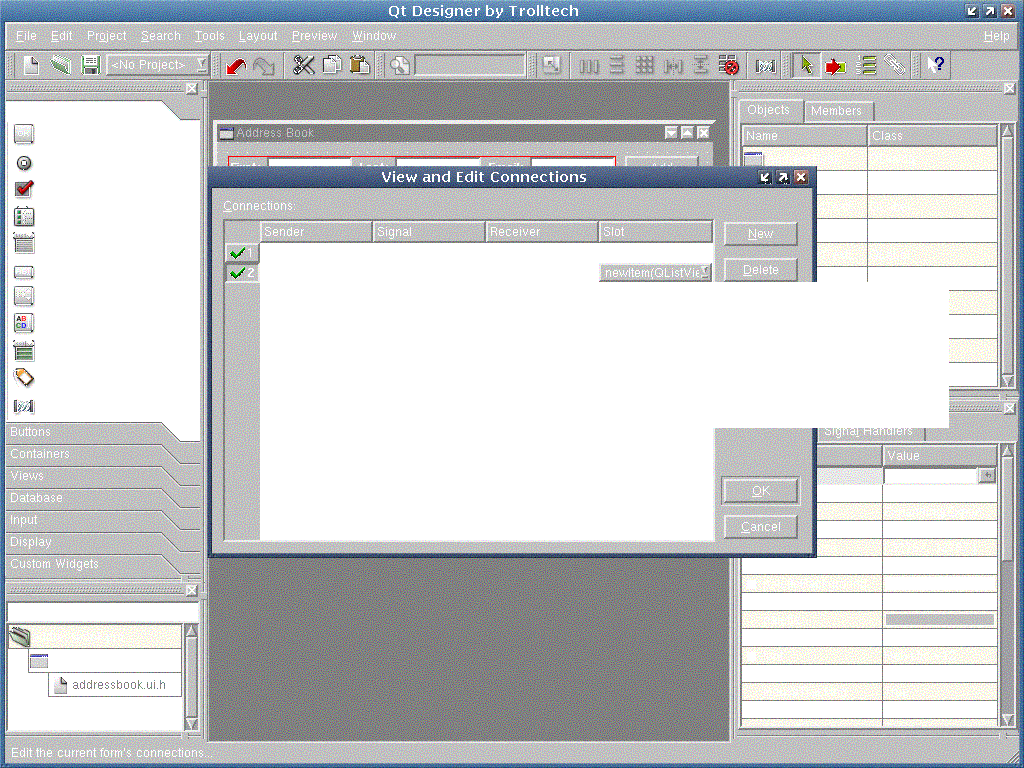 Qt Designer by Trolltech
File Edit Project Search Tools Layout Preview Window Help
<No Project>
Address Book
Objects Members
Name Class
View and Edit Connections
Connections:
Sender Signal Receiver Slot
New
1
2 newItem(QListVie
Delete
Buttons
Signal Handlers
Containers
Value
Views
Database
OK
Input
Cancel
Display
Custom Widgets
addressbook.ui.h
Edit the current form's connections.